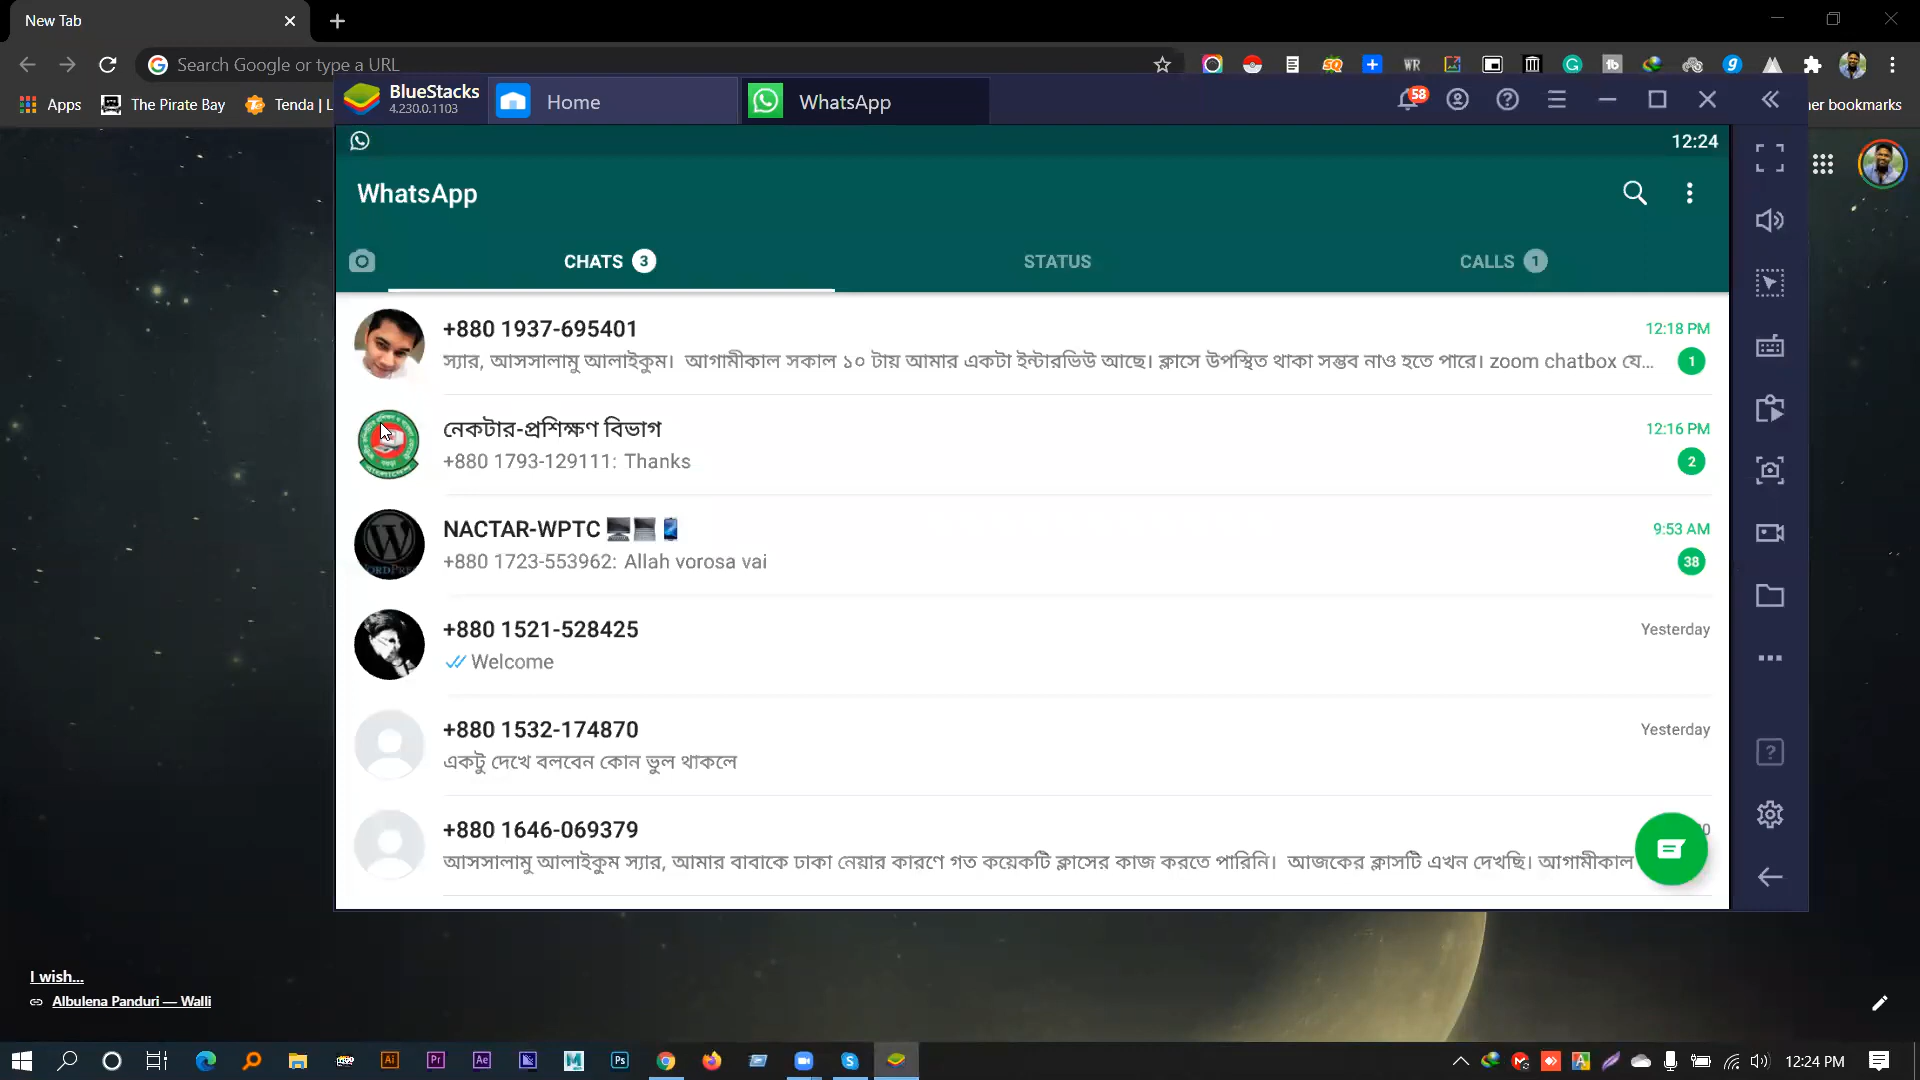 New Tab
Search Google or type a URL
Apps
The Pirate Bay
Tenda | L
er bookmarks
BlueStacks
4.230.0.1103
Home
WhatsApp
58
12:24
WhatsApp
CHATS 3
STATUS
CALLS 1
+880 1937-695401
12:18 PM
স্যার, আসসালামু আলাইকুম। আগামীকাল সকাল ১০ টায় আমার একটা ইন্টারভিউ আছে। ক্লাসে উপস্থিত থাকা সম্ভব নাও হতে পারে। zoom chatbox যে...
1
নেকটার-প্রশিক্ষণ বিভাগ
12:16 PM
+880 1793-129111: Thanks
2
NACTAR-WPTC
9:53 AM
+880 1723-553962: Allah vorosa vai
38
+880 1521-528425
Yesterday
Welcome
+880 1532-174870
Yesterday
একটু দেখে বলবেন কোন ভুল থাকলে
+880 1646-069379
আসসালামু আলাইকুম স্যার, আমার বাবাকে ঢাকা নেয়ার কারণে গত কয়েকটি ক্লাসের কাজ করতে পারিনি। আজকের ক্লাসটি এখন দেখছি। আগামীকাল
I wish...
Albulena Panduri — Walli
12:24 PM